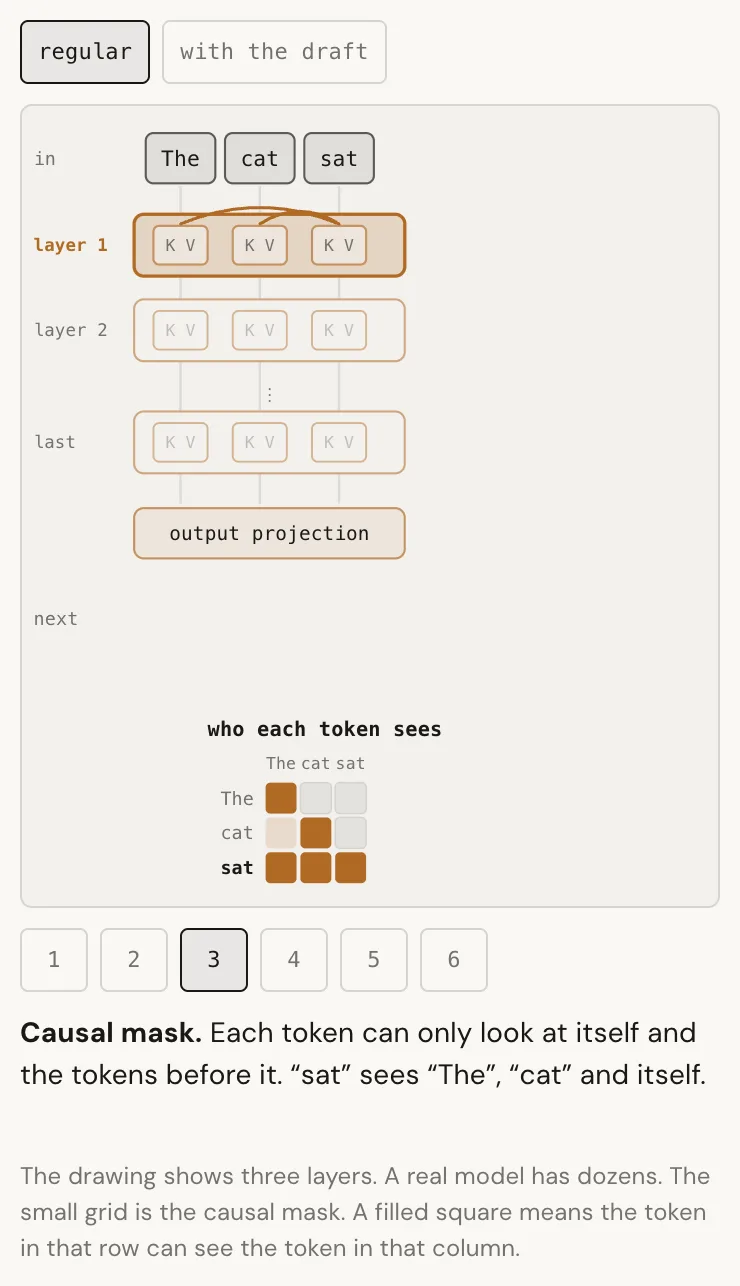 regular with the draft
in The cat sat
layer 1 K V K V K V
layer 2 K V K V K V
⋮
last K V K V K V
output projection
next
who each token sees
The cat sat
The
cat
sat
1 2 3 4 5 6
Causal mask. Each token can only look at itself and
the tokens before it. “sat” sees “The”, “cat” and itself.
The drawing shows three layers. A real model has dozens. The
small grid is the causal mask. A filled square means the token
in that row can see the token in that column.